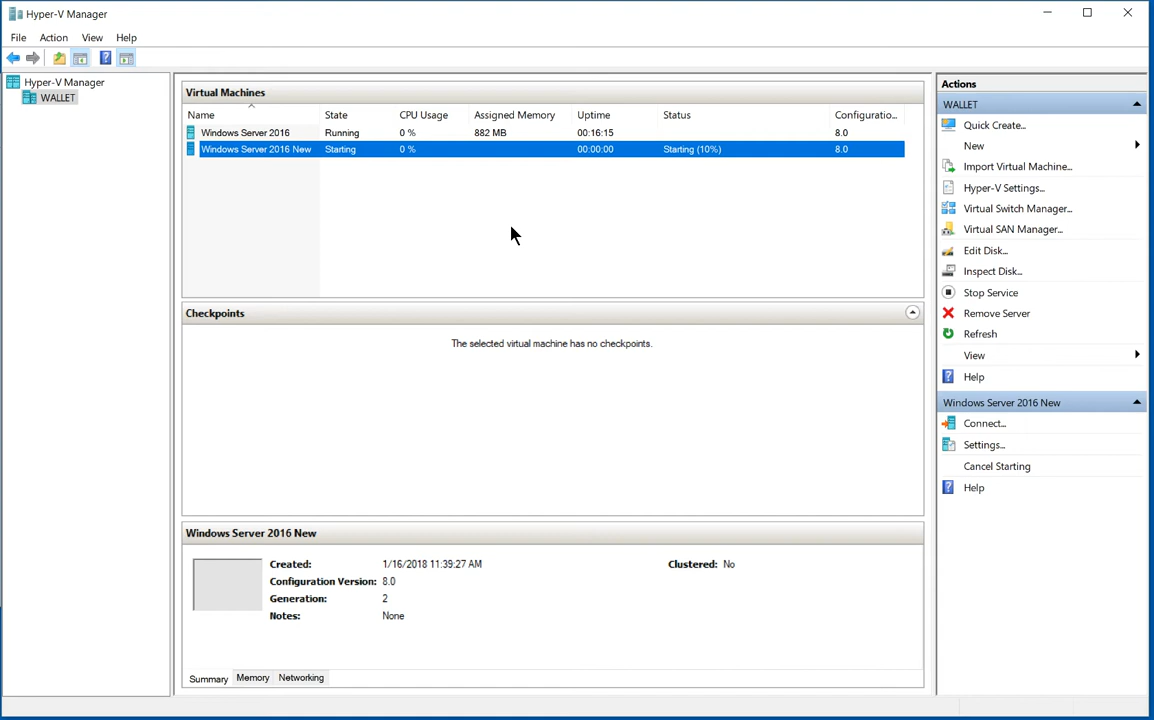 Hyper-V Manager
File Action View Help
Hyper-V Manager
WALLET
Virtual Machines
Name State CPU Usage Assigned Memory Uptime Status Configuratio...
Windows Server 2016 Running 0 % 882 MB 00:16:15 8.0
Windows Server 2016 New Starting 0 % 00:00:00 Starting (10%) 8.0
Checkpoints
The selected virtual machine has no checkpoints.
Windows Server 2016 New
Created: 1/16/2018 11:39:27 AM Clustered: No
Configuration Version: 8.0
Generation: 2
Notes: None
Summary Memory Networking
Actions
WALLET
Quick Create...
New
Import Virtual Machine...
Hyper-V Settings...
Virtual Switch Manager...
Virtual SAN Manager...
Edit Disk...
Inspect Disk...
Stop Service
Remove Server
Refresh
View
Help
Windows Server 2016 New
Connect...
Settings...
Cancel Starting
Help